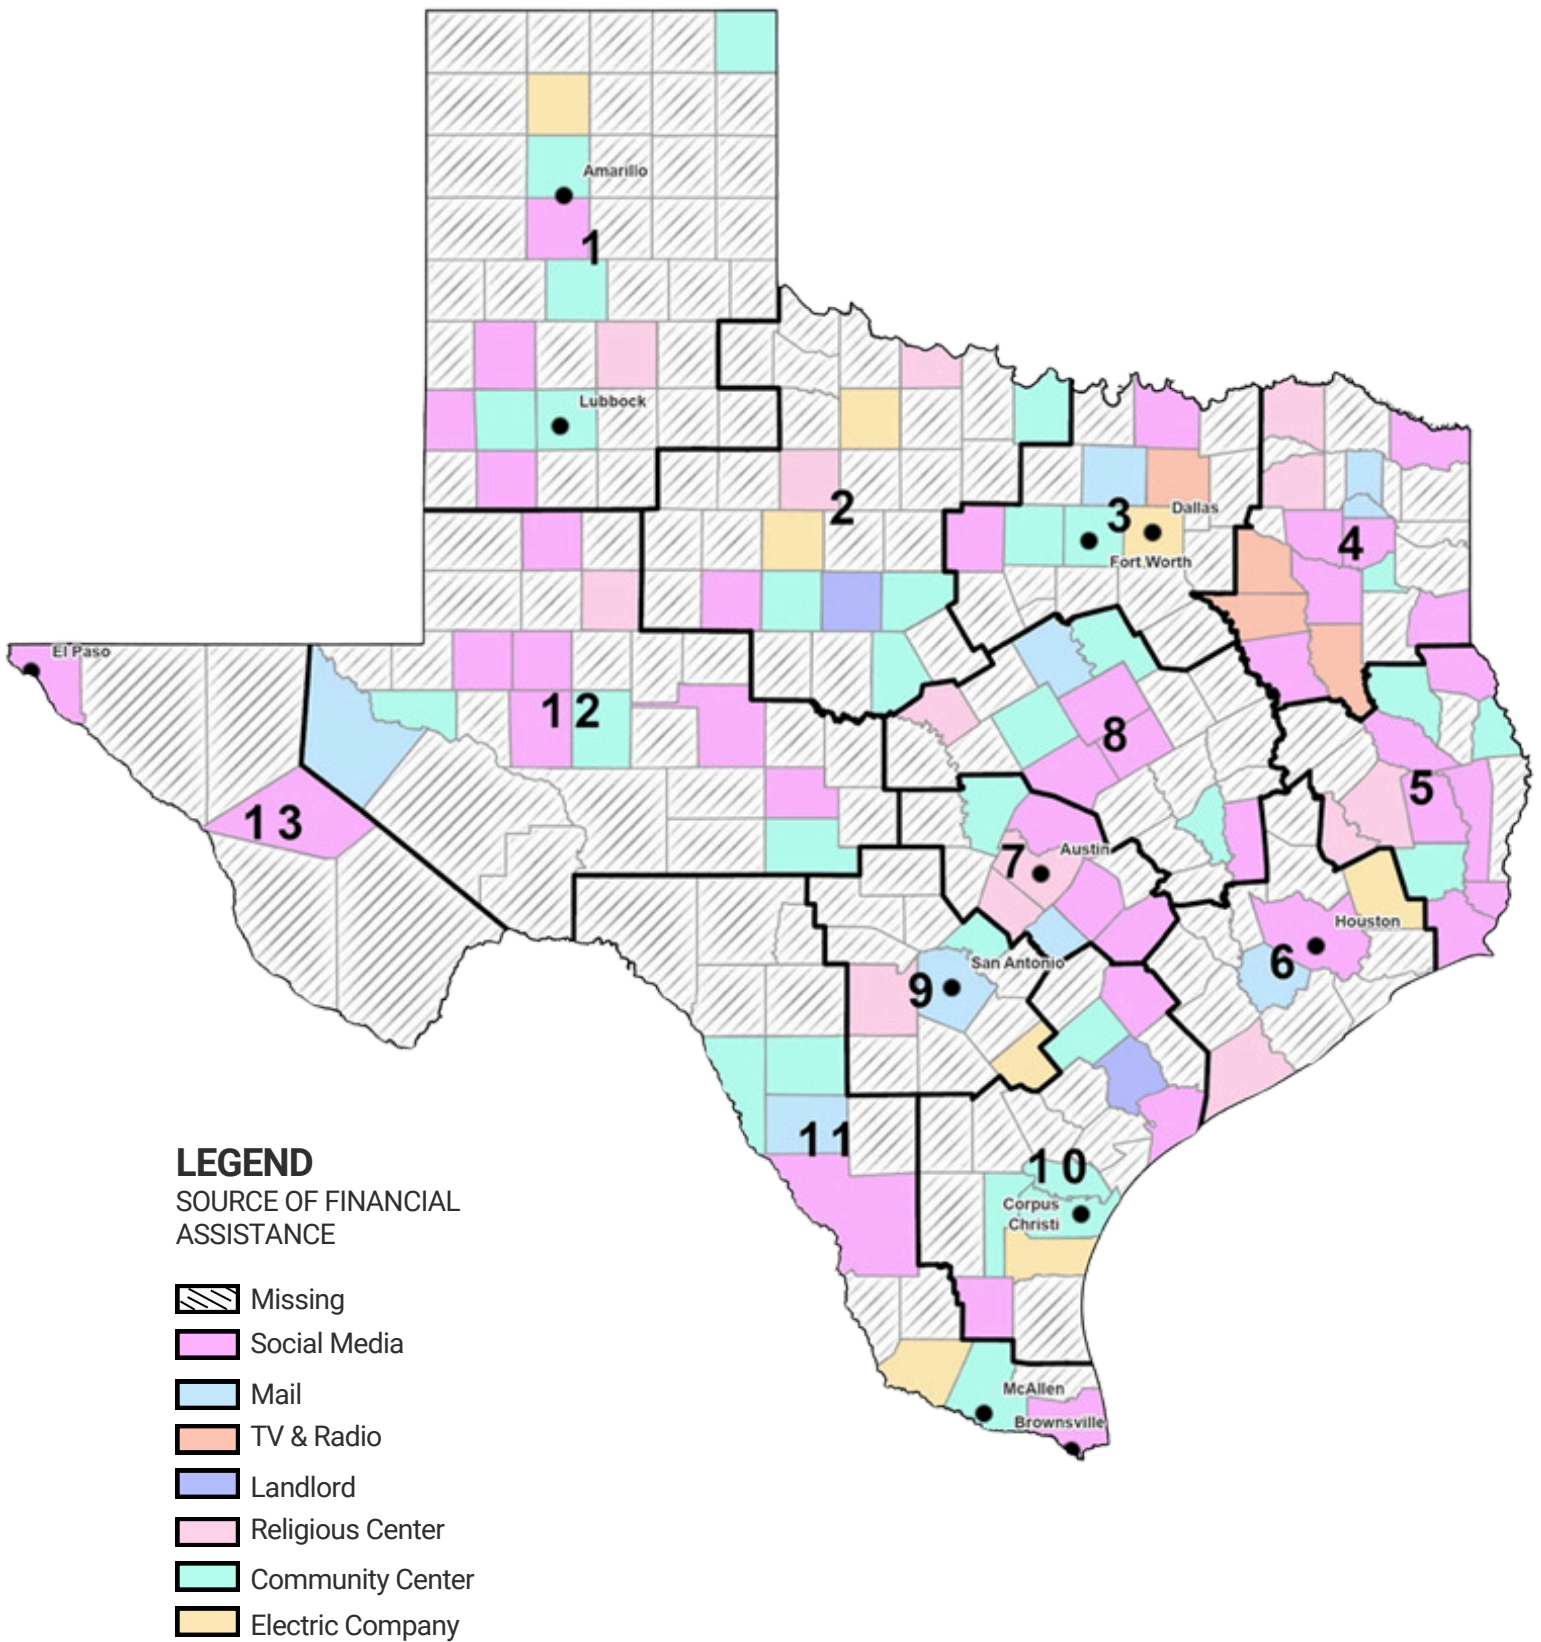 Amarillo
1
Lubbock
2
Dallas
3
Fort Worth
4
El Paso
12
8
5
13
7
Austin
Houston
San Antonio
6
9
11
10
Corpus
Christi
McAllen
Brownsville
LEGEND
SOURCE OF FINANCIAL
ASSISTANCE
Missing
Social Media
Mail
TV & Radio
Landlord
Religious Center
Community Center
Electric Company